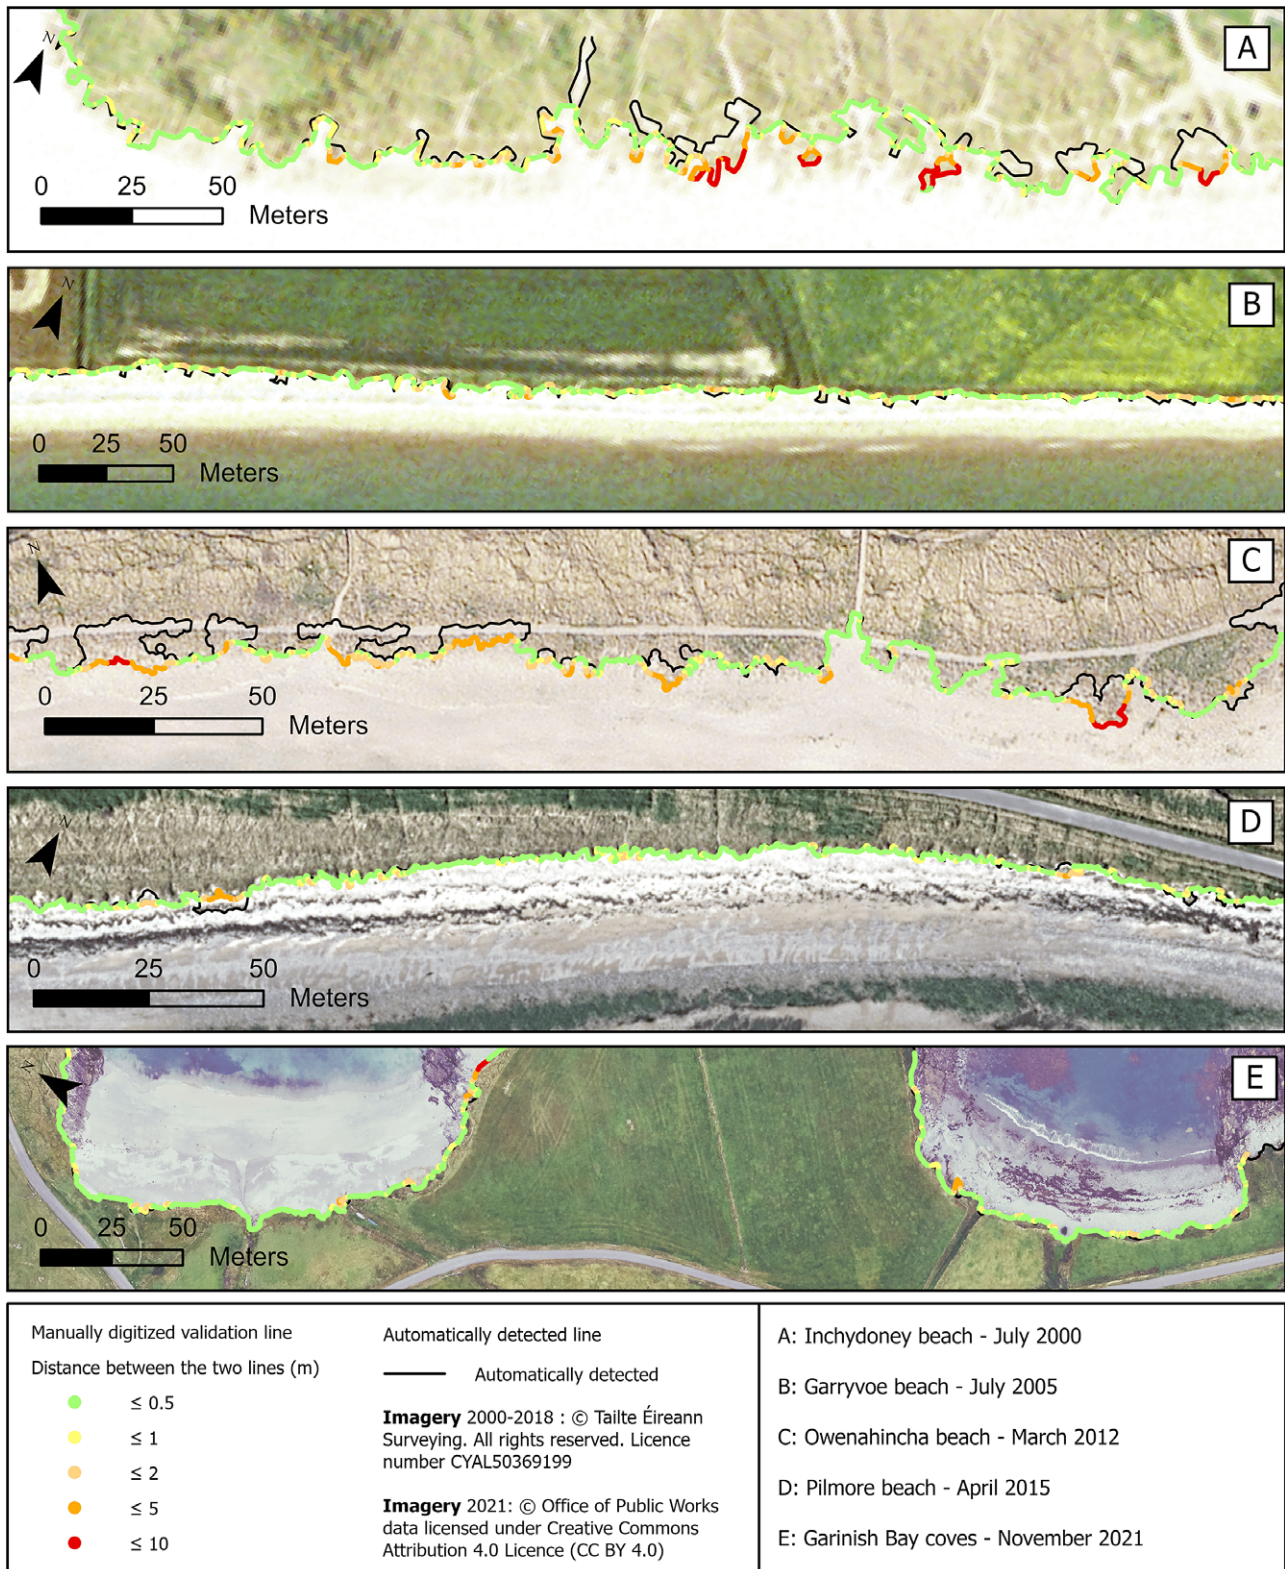 N
A
0 25 50
Meters
N
B
0 25 50
Meters
N
C
0 25 50
Meters
N
D
0 25 50
Meters
N
E
0 25 50
Meters
Manually digitized validation line
Distance between the two lines (m)
≤ 0.5
≤ 1
≤ 2
≤ 5
≤ 10
Automatically detected line
Automatically detected
Imagery 2000-2018 : © Tailte Éireann
Surveying. All rights reserved. Licence
number CYAL50369199
Imagery 2021: © Office of Public Works
data licensed under Creative Commons
Attribution 4.0 Licence (CC BY 4.0)
A: Inchydoney beach - July 2000
B: Garryvoe beach - July 2005
C: Owenahincha beach - March 2012
D: Pilmore beach - April 2015
E: Garinish Bay coves - November 2021